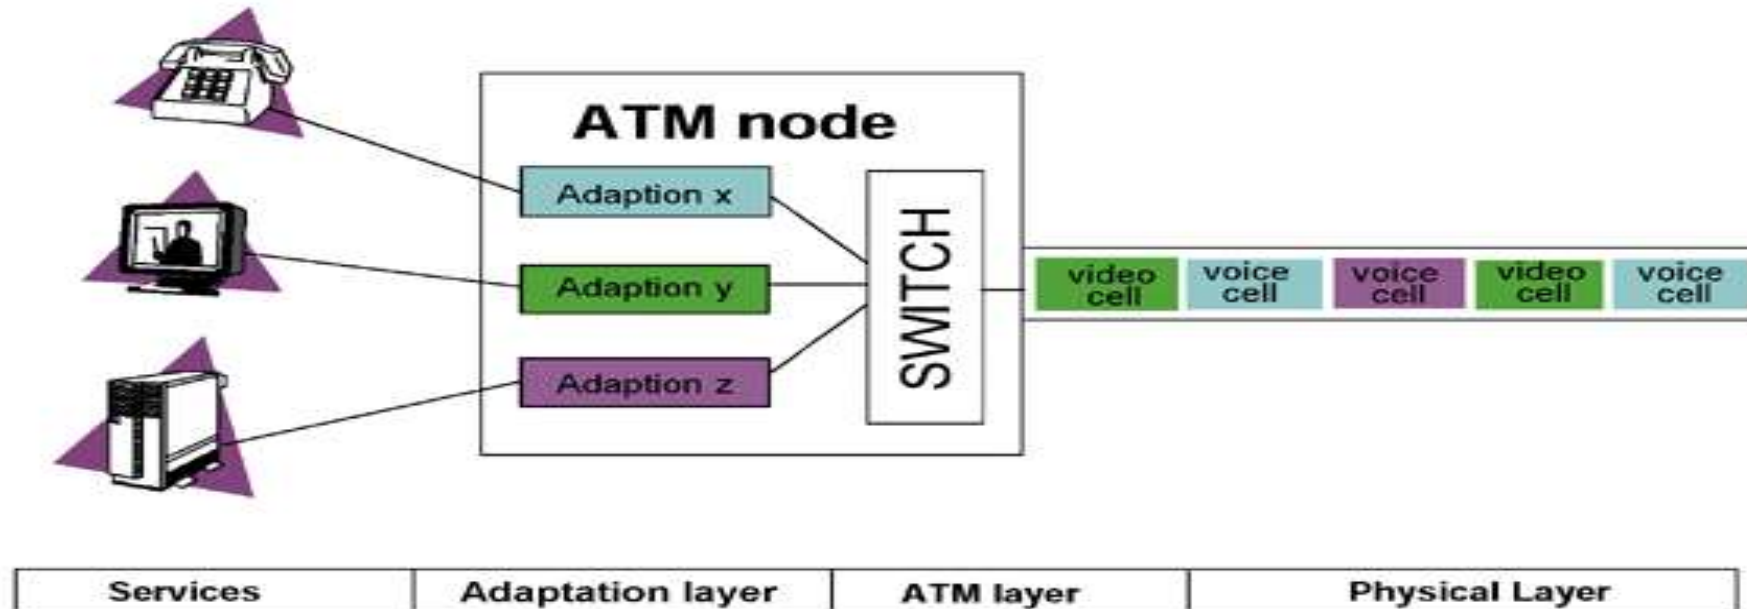 ATM node
Adaption x
Adaption y
Adaption z
SWITCH
video
cell
voice
cell
voice
cell
video
cell
voice
cell
Services
Adaptation layer
ATM layer
Physical Layer